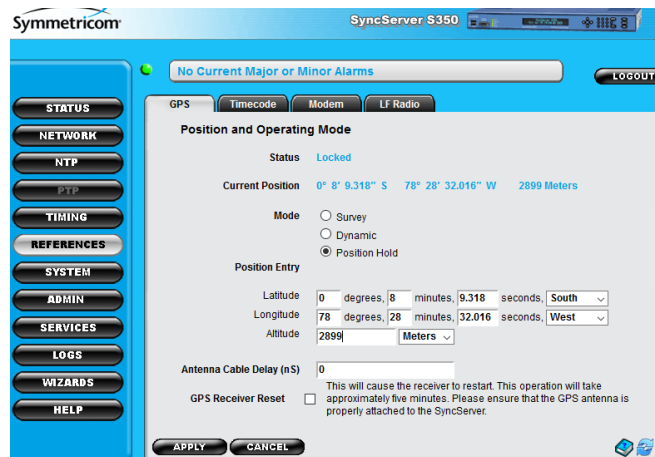 Symmetricom
SyncServer S350
No Current Major or Minor Alarms
LOGOUT
STATUS
NETWORK
NTP
PTP
TIMING
REFERENCES
SYSTEM
ADMIN
SERVICES
LOGS
WIZARDS
HELP
GPS Timecode Modem LF Radio
Position and Operating Mode
Status Locked
Current Position 0° 8' 9.318" S 78° 28' 32.016" W 2899 Meters
Mode Survey
Dynamic
Position Hold
Position Entry
Latitude 0 degrees, 8 minutes, 9.318 seconds, South
Longitude 78 degrees, 28 minutes, 32.016 seconds, West
Altitude 2899 Meters
Antenna Cable Delay (nS) 0
GPS Receiver Reset This will cause the receiver to restart. This operation will take
approximately five minutes. Please ensure that the GPS antenna is
properly attached to the SyncServer.
APPLY CANCEL